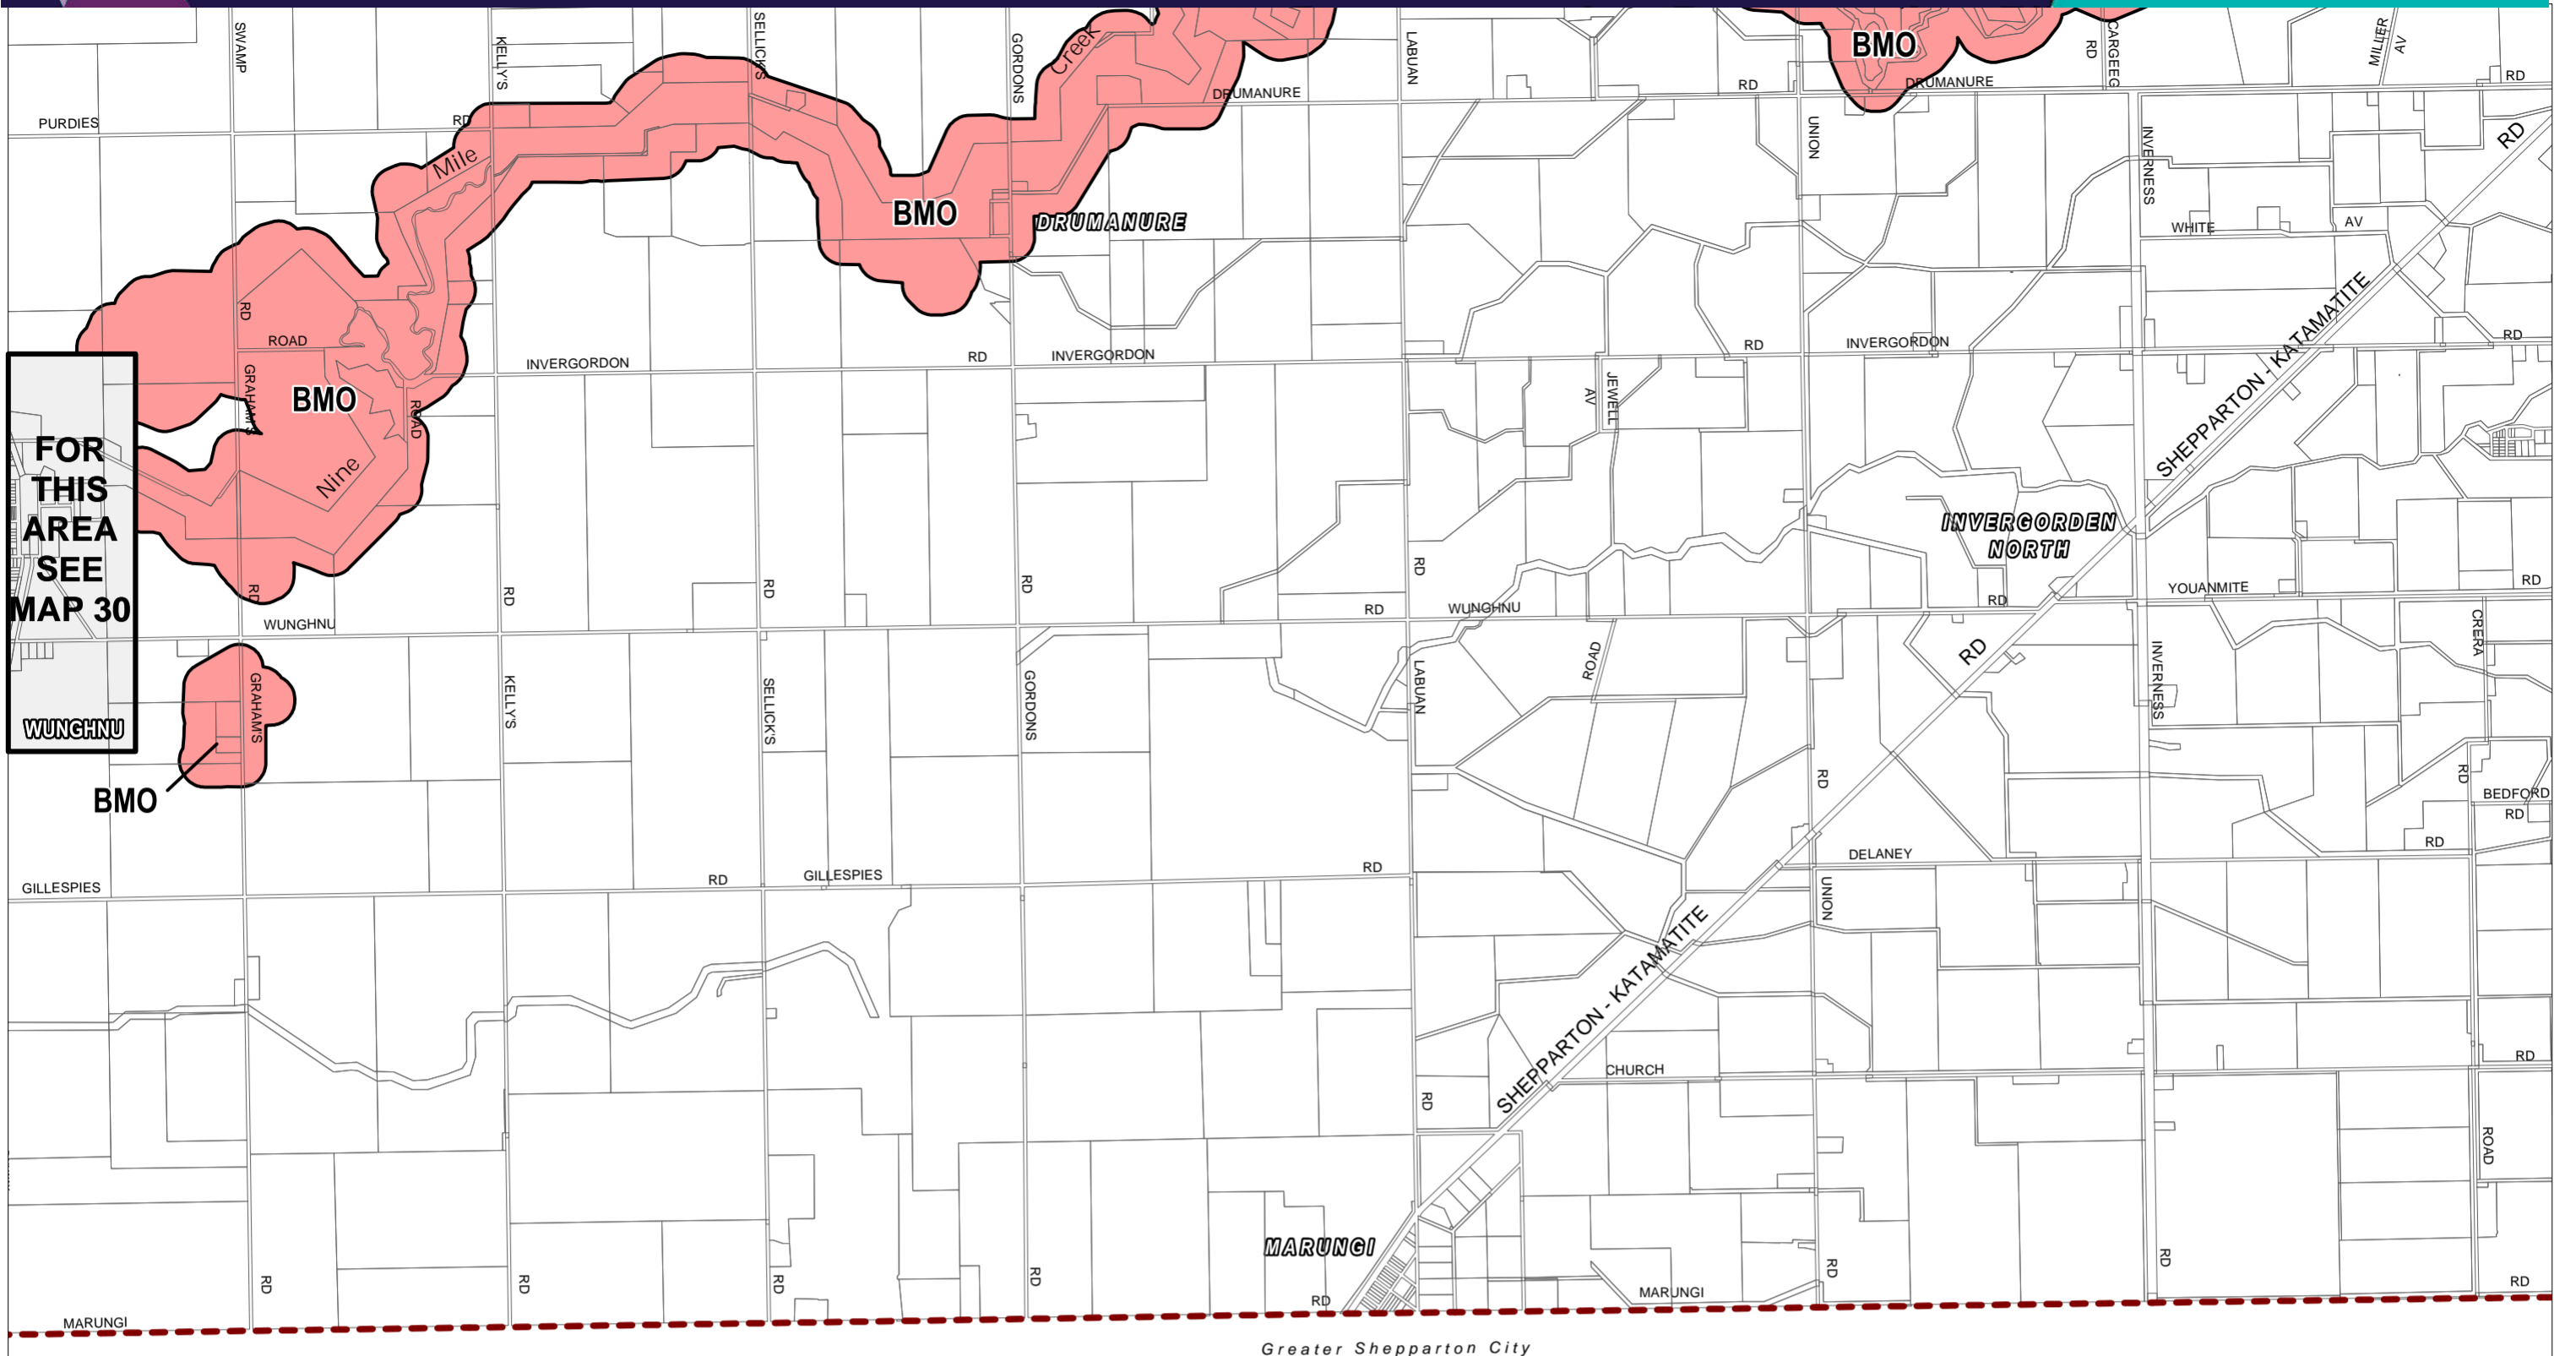 SWAMP
KELLY'S
SELLICK'S
GORDONS
Creek
LABUAN
BMO
CARGEEG
RD
MILLER
AV
DRUMANURE
RD
DRUMANURE
RD
PURDIES
RD
Mile
UNION
INVERNESS
RD
BMO
DRUMANURE
WHITE
AV
RD
ROAD
INVERGORDON
RD
INVERGORDON
RD
INVERGORDON
RD
SHEPPARTON - KATAMATITE
GRAHAM'S
BMO
ROAD
JEWELL
AV
Nine
FOR
THIS
AREA
SEE
MAP 30
WUNGHNU
INVERGORDEN
NORTH
RD
RD
RD
RD
RD
WUNGHNU
RD
WUNGHNU
RD
YOUANMITE
RD
GRAHAM'S
KELLY'S
SELLICK'S
GORDONS
LABUAN
ROAD
RD
INVERNESS
CRERA
BMO
RD
RD
BEDFORD
RD
GILLESPIES
RD
GILLESPIES
RD
DELANEY
RD
UNION
SHEPPARTON - KATAMATITE
CHURCH
RD
RD
ROAD
MARUNGI
RD
RD
RD
RD
RD
RD
MARUNGI
RD
MARUNGI
RD
Greater Shepparton City